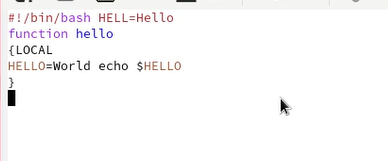 #!/bin/bash HELL=Hello
function hello
{LOCAL
HELLO=World echo $HELLO
}